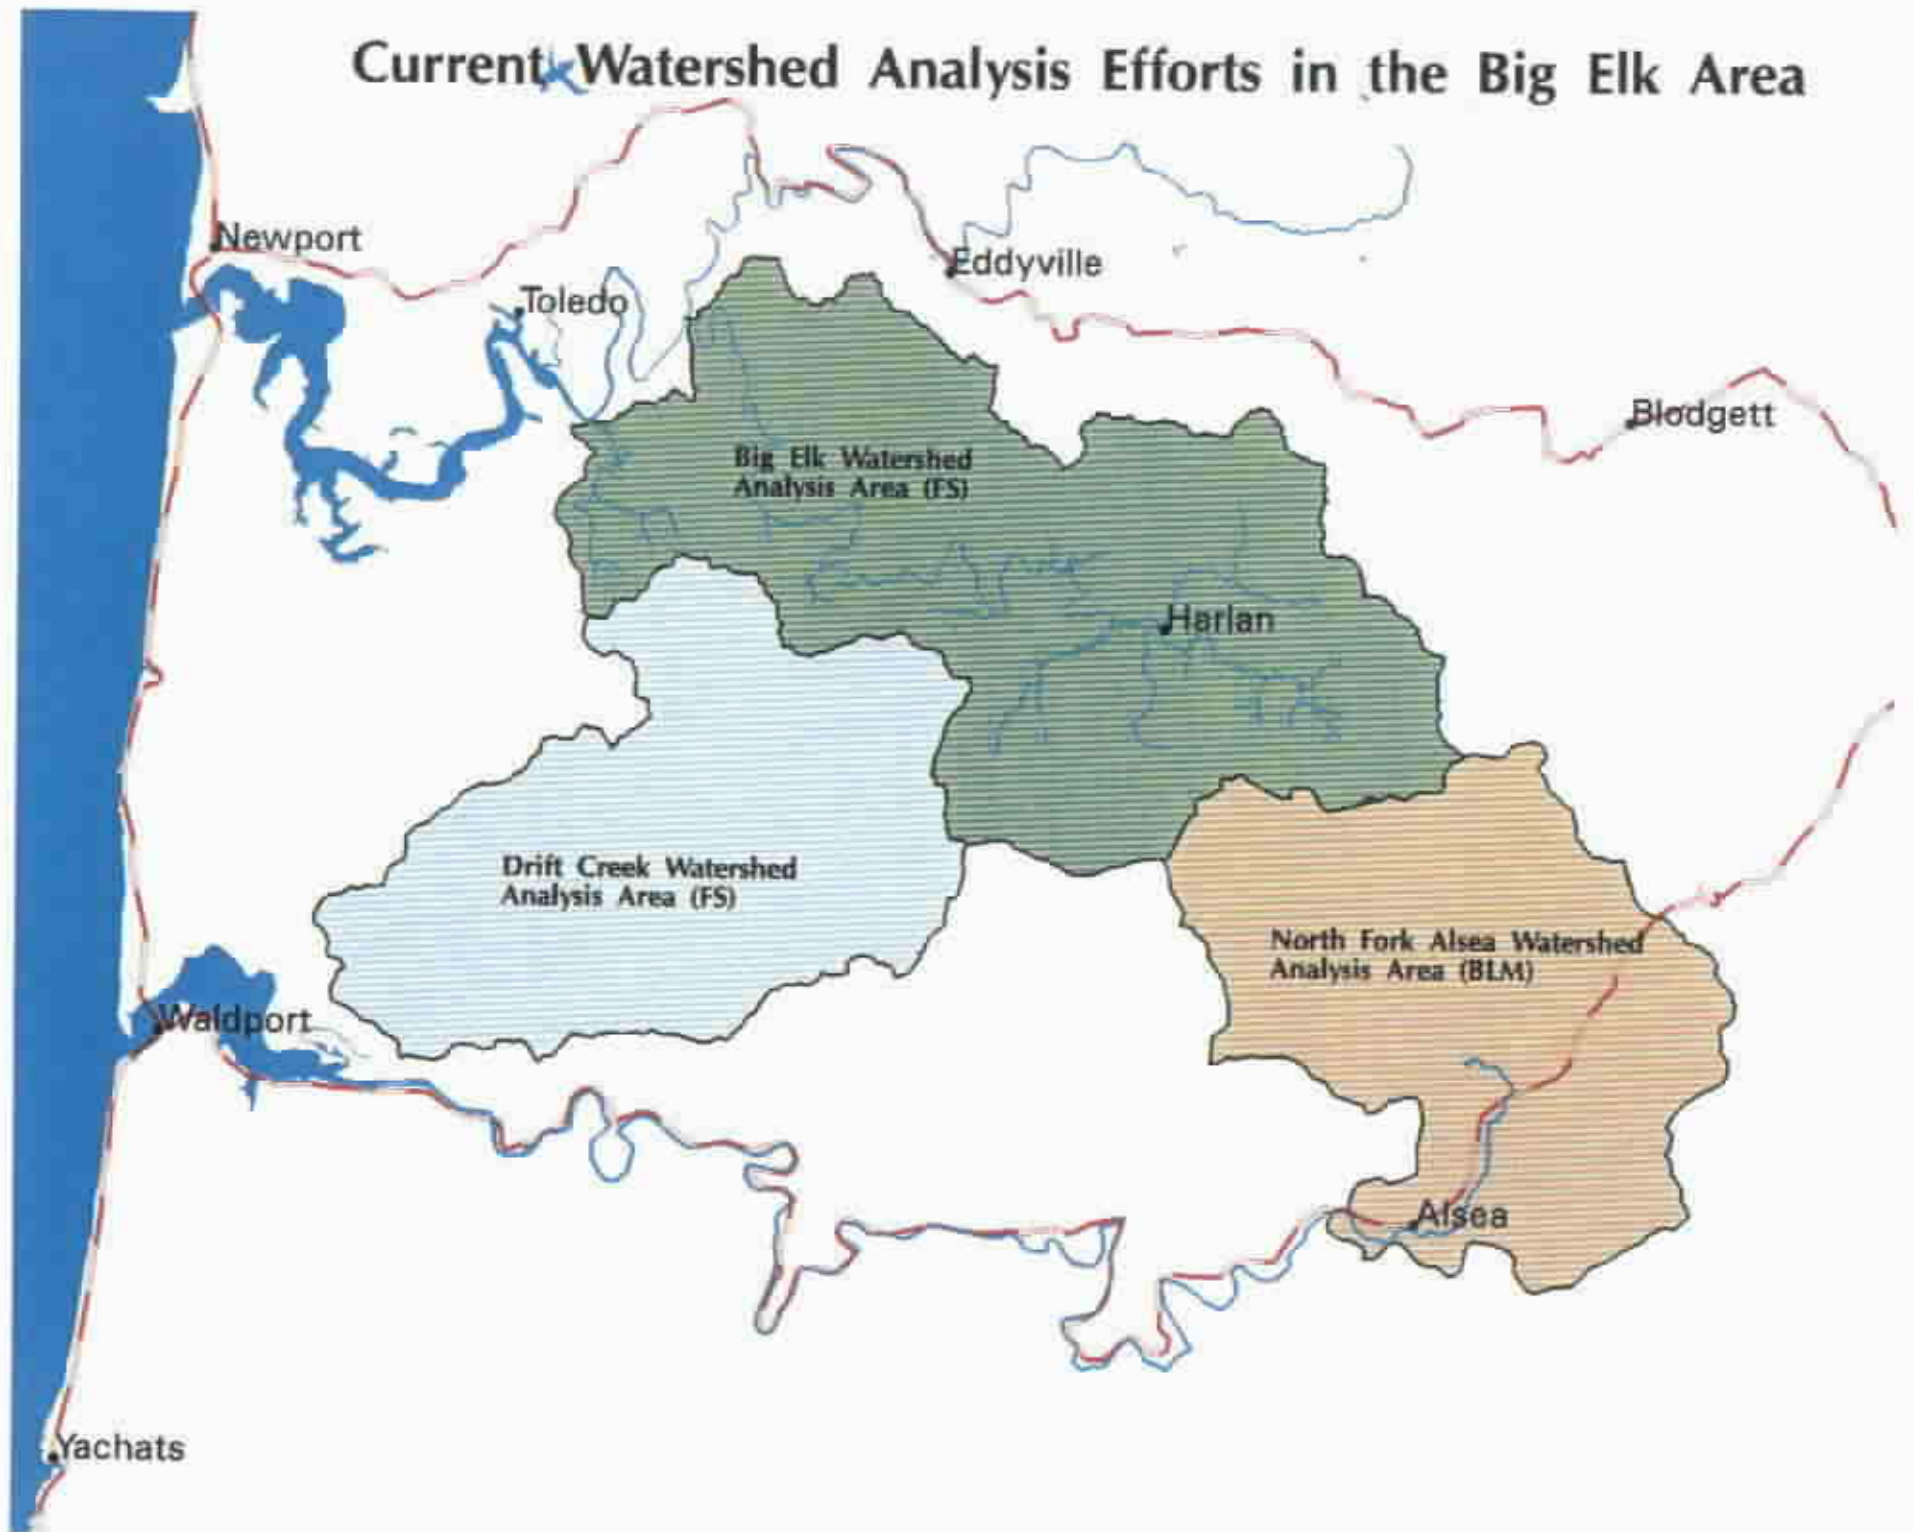 Current Watershed Analysis Efforts in the Big Elk Area
Newport
Eddyville
Toledo
Blodgett
Big Elk Watershed
Analysis Area (FS)
Harlan
Drift Creek Watershed
Analysis Area (FS)
North Fork Alsea Watershed
Analysis Area (BLM)
Waldport
Alsea
Yachats